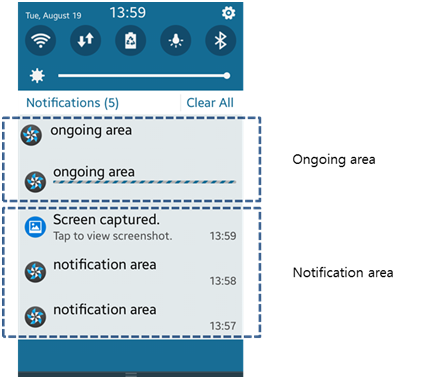 Tue, August 19 13:59
Notifications (5) Clear All
ongoing area
Ongoing area
ongoing area
Screen captured.
Tap to view screenshot. 13:59
notification area
Notification area
13:58
notification area
13:57